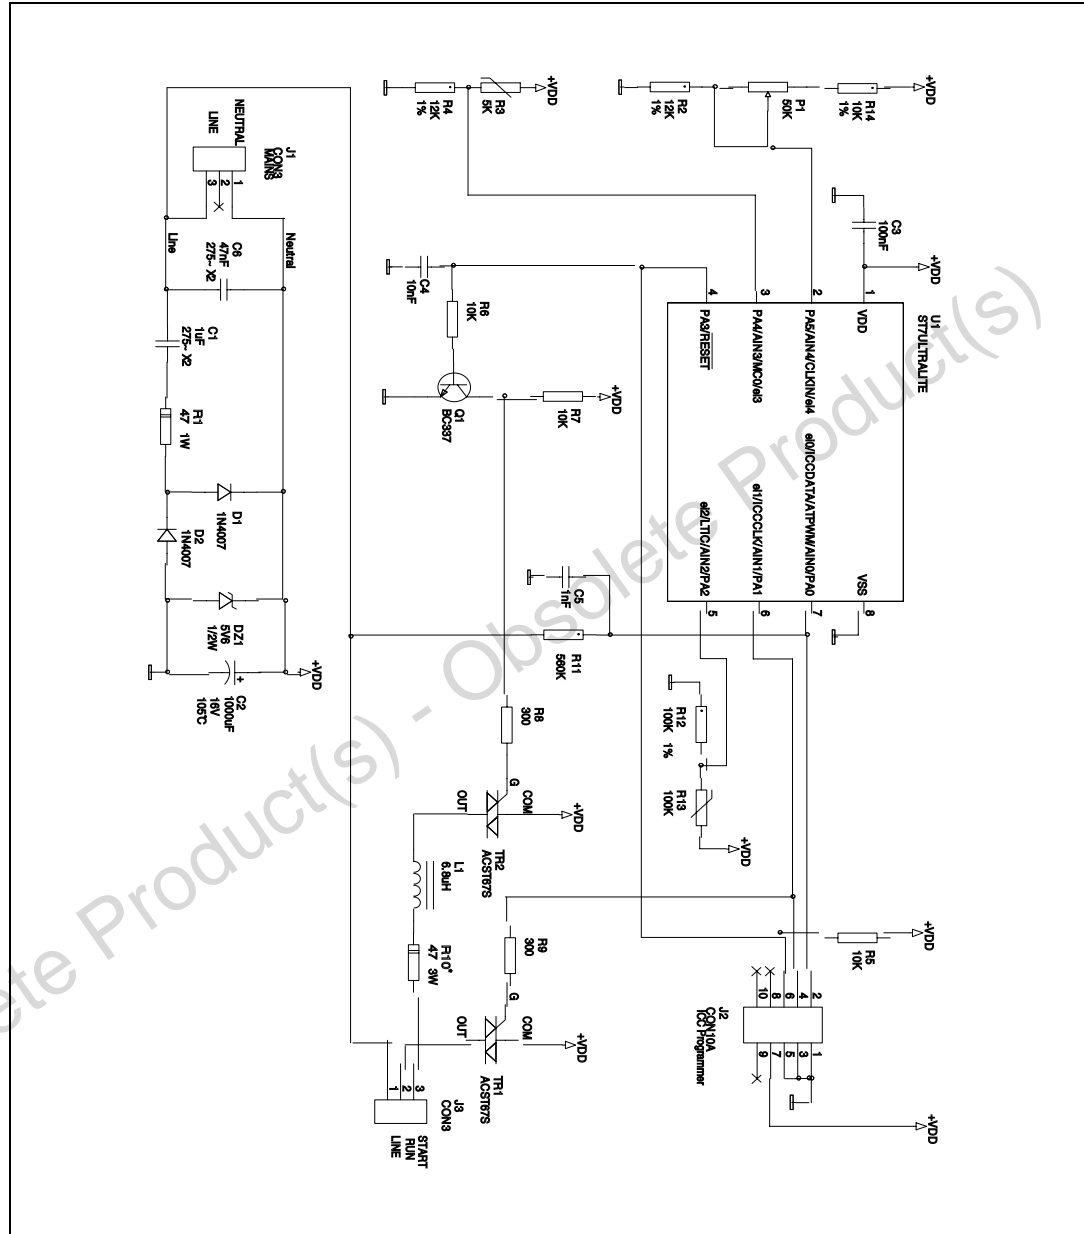 +VDD
R3
5K
R4
12K
1%
+VDD
R14
10K
1%
P1
50K
R2
12K
1%
NEUTRAL
LINE
J1
CON3
MAINS
1
2
3
Neutral
Line
C6
47nF
275~ X2
C1
1uF
275~ X2
R1
47 1W
D1
1N4007
D2
1N4007
DZ1
5V6
1/2W
+VDD
C2
1000uF
16V
105℃
+
C3
100nF
+VDD
C4
10nF
R6
10K
Q1
BC337
+VDD
R7
10K
U1
ST7ULTRALITE
1
VDD
2
PA5/AIN4/CLKIN/ei4
3
PA4/AIN3/MC0/ei3
4
PA3/RESET
VSS
8
ei0/ICCDATA/ATPWM/AIN0/PA0
7
ei1/ICCCLK/AIN1/PA1
6
ei2/LTIC/AIN2/PA2
5
C5
1nF
R11
560K
R12
100K 1%
R13
100K
+VDD
R8
300
G
COM
OUT
+VDD
TR2
ACST67S
L1
6.8uH
R10*
47 3W
R9
300
G
COM
OUT
+VDD
TR1
ACST67S
J3
CON3
1
2
3
START
RUN
LINE
+VDD
R5
10K
2
4
6
8
10
1
3
5
7
9
J2
CON10A
ICC Programmer
+VDD
ete Product(s) - Obsolete Product(s)